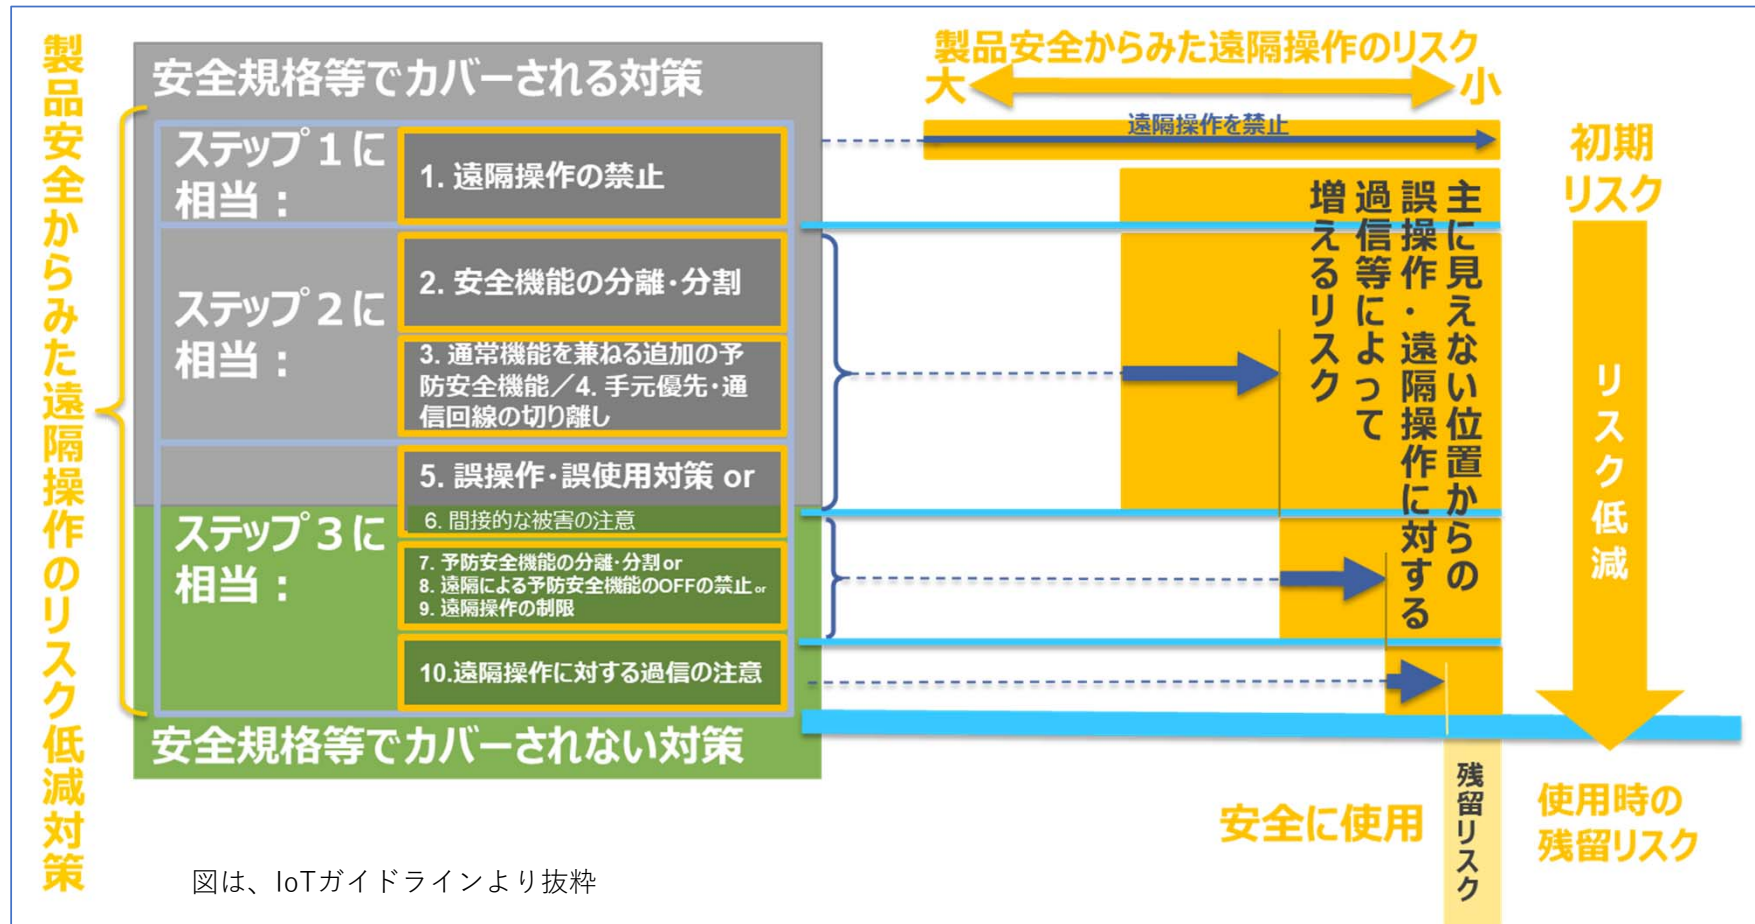 製品安全からみた遠隔操作のリスク低減対策
安全規格等でカバーされる対策
ステップ1に
相当：
1. 遠隔操作の禁止
ステップ2に
相当：
2. 安全機能の分離・分割
3. 通常機能を兼ねる追加の予
防安全機能／4. 手元優先・通
信回線の切り離し
ステップ3に
相当：
5. 誤操作・誤使用対策 or
6. 間接的な被害の注意
7. 予防安全機能の分離・分割 or
8. 遠隔による予防安全機能のOFFの禁止 or
9. 遠隔操作の制限
10.遠隔操作に対する過信の注意
安全規格等でカバーされない対策
製品安全からみた遠隔操作のリスク
大
小
遠隔操作を禁止
主に見えない位置からの
誤操作・遠隔操作に対する
過信等によって
増えるリスク
初期
リスク
リスク低減
安全に使用
残留リスク
使用時の
残留リスク
図は、IoTガイドラインより抜粋